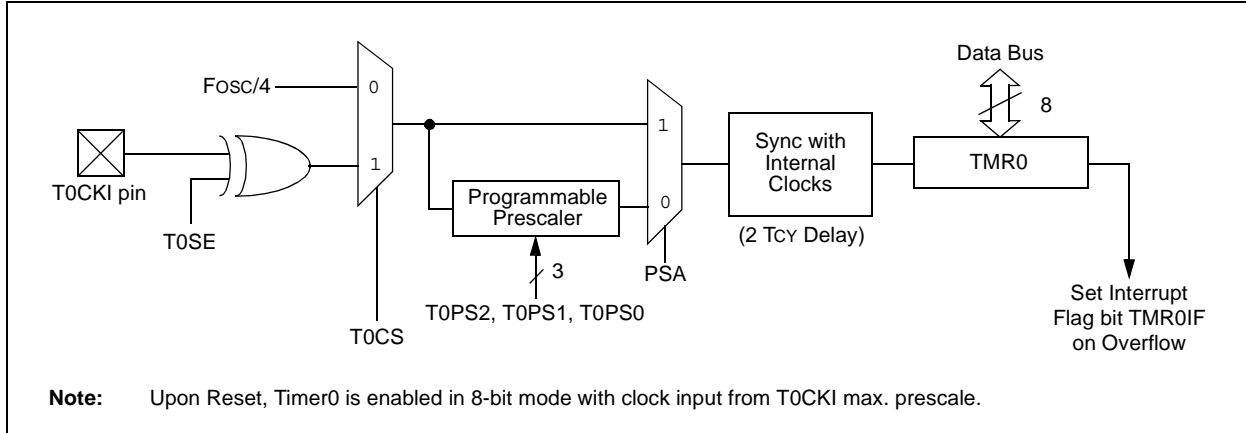 Data Bus
8
FOSC/4
0
1
T0CKI pin
T0SE
T0CS
Programmable
Prescaler
3
T0PS2, T0PS1, T0PS0
1
0
PSA
Sync with
Internal
Clocks
(2 TCY Delay)
TMR0
Set Interrupt
Flag bit TMR0IF
on Overflow
Note: Upon Reset, Timer0 is enabled in 8-bit mode with clock input from T0CKI max. prescale.